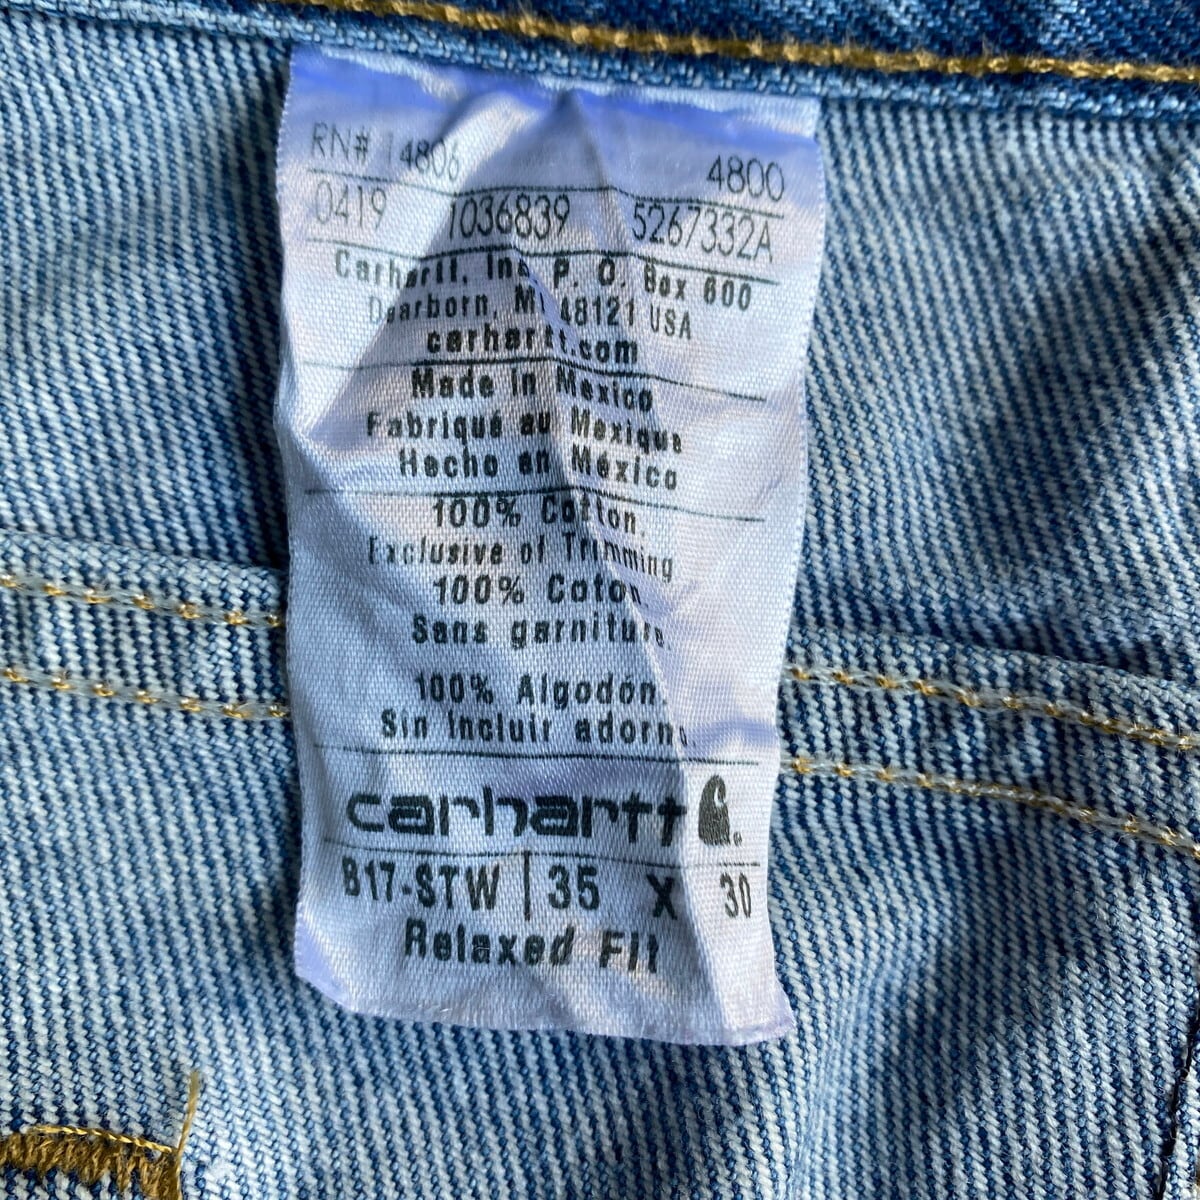 RN# 14806 4800
0419 1036839 5267332A
Carhartt, Inc. P. O. Box 600
Dearborn, MI 48121 USA
carhartt.com
Made in Mexico
Fabriqué au Mexique
Hecho en México
100% Cotton.
Exclusive of Trimming
100% Coton.
Sans garniture
100% Algodón.
Sin Incluir adorno.
carhartt
B17-STW | 35 X 30
Relaxed Fit